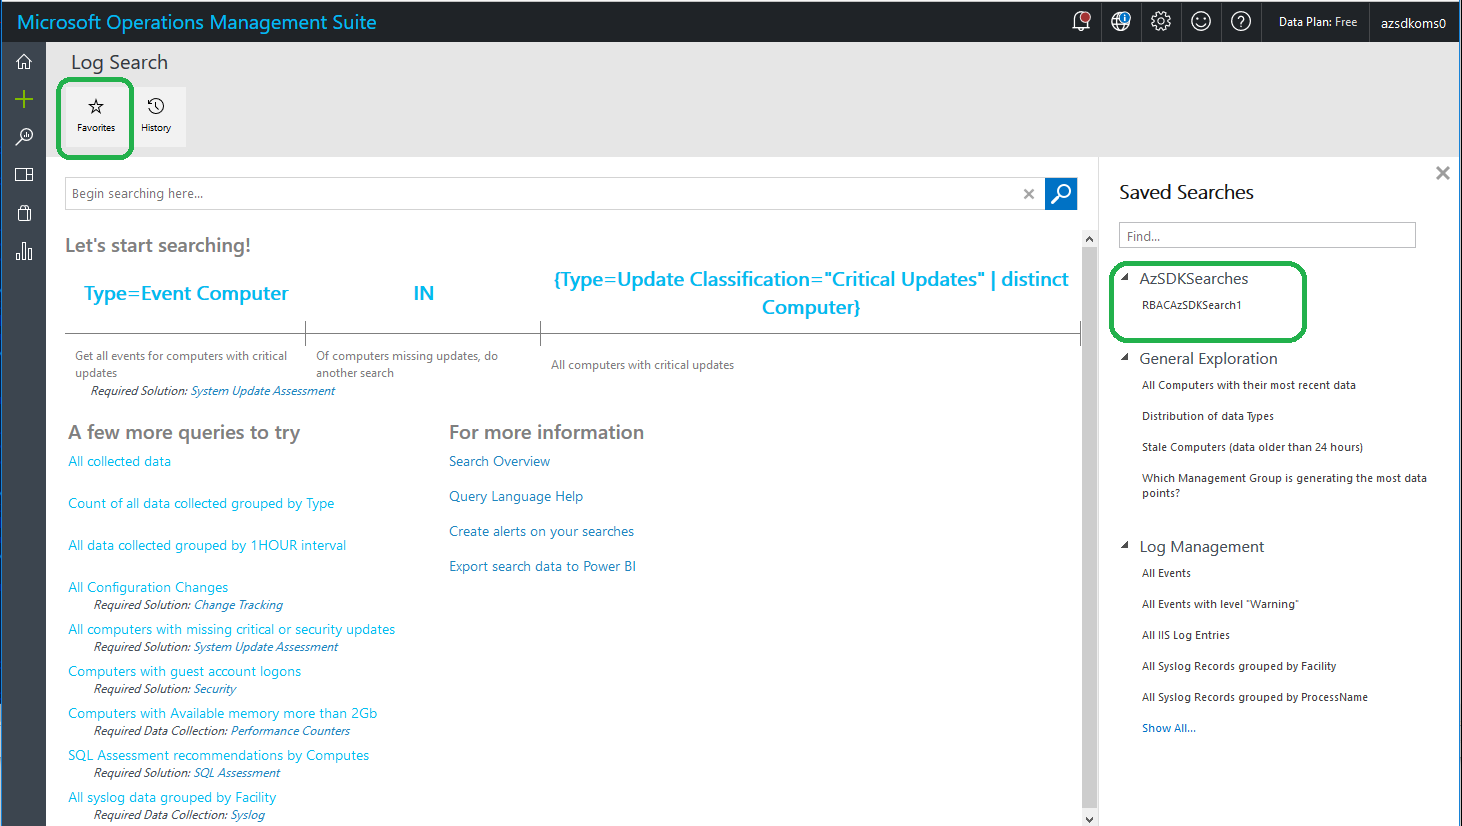 Microsoft Operations Management Suite
Data Plan: Free
azsdkoms0
Log Search
Favorites
History
Begin searching here...
Let's start searching!
Type=Event Computer
IN
{Type=Update Classification="Critical Updates" | distinct
Computer}
Get all events for computers with critical
updates
Of computers missing updates, do
another search
All computers with critical updates
Required Solution: System Update Assessment
A few more queries to try
All collected data
Count of all data collected grouped by Type
All data collected grouped by 1HOUR interval
All Configuration Changes
Required Solution: Change Tracking
All computers with missing critical or security updates
Required Solution: System Update Assessment
Computers with guest account logons
Required Solution: Security
Computers with Available memory more than 2Gb
Required Data Collection: Performance Counters
SQL Assessment recommendations by Computes
Required Solution: SQL Assessment
All syslog data grouped by Facility
Required Data Collection: Syslog
For more information
Search Overview
Query Language Help
Create alerts on your searches
Export search data to Power BI
Saved Searches
Find...
AzSDKSearches
RBACAzSDKSearch1
General Exploration
All Computers with their most recent data
Distribution of data Types
Stale Computers (data older than 24 hours)
Which Management Group is generating the most data
points?
Log Management
All Events
All Events with level "Warning"
All IIS Log Entries
All Syslog Records grouped by Facility
All Syslog Records grouped by ProcessName
Show All...